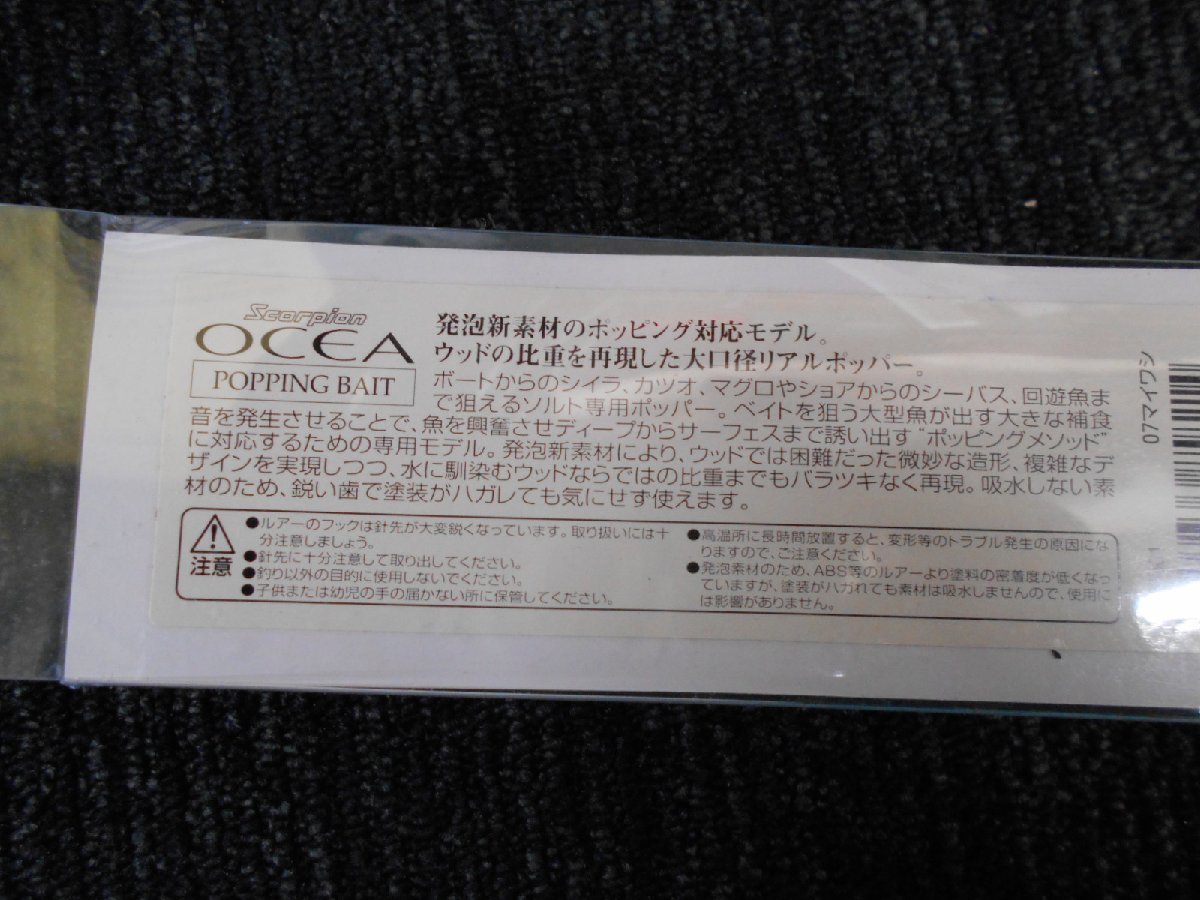 Scorpion
OCEA
POPPING BAIT
発泡新素材のポッピング対応モデル。
ウッドの比重を再現した大口径リアルポッパー。
ボートからのシイラ、カツオ、マグロやショアからのシーバス、回遊魚ま
で狙えるソルト専用ポッパー。ベイトを狙う大型魚が出す大きな補食
音を発生させることで、魚を興奮させディープからサーフェスまで誘い出す“ポッピングメソッド”
に対応するための専用モデル。発泡新素材により、ウッドでは困難だった微妙な造形、複雑なデ
ザインを実現しつつ、水に馴染むウッドならではの比重までもバラツキなく再現。吸水しない素
材のため、鋭い歯で塗装がハガレても気にせず使えます。
注意
●ルアーのフックは針先が大変鋭くなっています。取り扱いには十
分注意しましょう。
●針先に十分注意して取り出してください。
●釣り以外の目的に使用しないでください。
●子供または幼児の手の届かない所に保管してください。
●高温所に長時間放置すると、変形等のトラブル発生の原因にな
りますので、ご注意ください。
●発泡素材のため、ABS等のルアーより塗料の密着度が低くなっ
ていますが、塗装がハガれても素材は吸水しませんので、使用に
は影響がありません。
07マイワシ